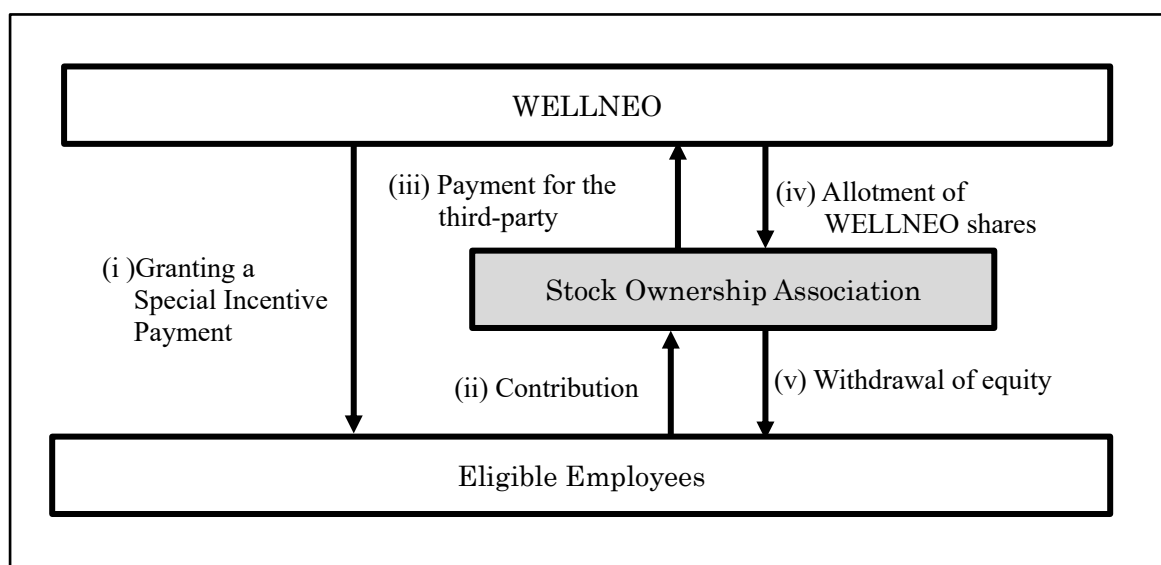 WELLNEO
(iii) Payment for the
third-party
(iv) Allotment of
WELLNEO shares
(i )Granting a
Special Incentive
Payment
Stock Ownership Association
(ii) Contribution
(v) Withdrawal of equity
Eligible Employees